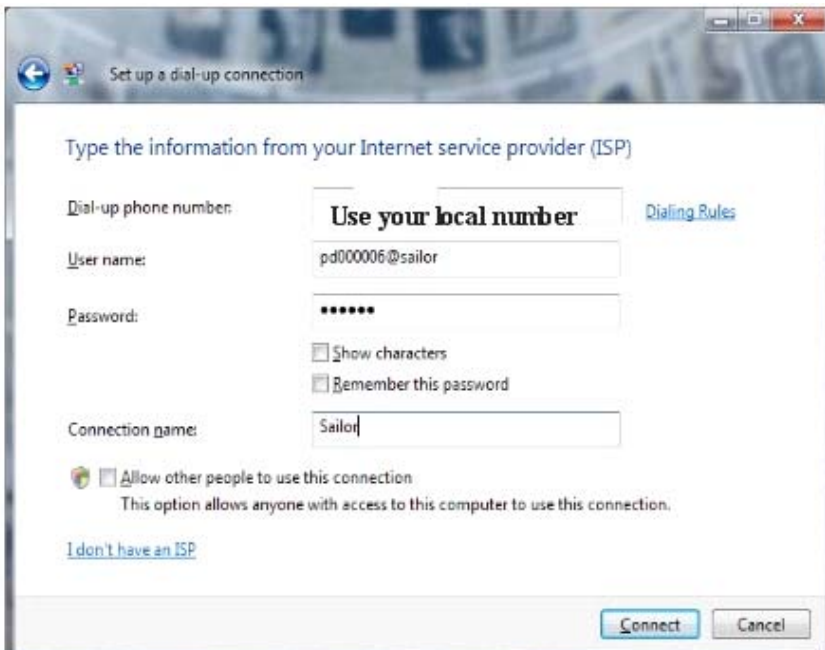 Set up a dial-up connection
Type the information from your Internet service provider (ISP)
Dial-up phone number: Use your local number Dialing Rules
User name: pd000006@sailor
Password: ••••••
Show characters
Remember this password
Connection name: Sailor
Allow other people to use this connection
This option allows anyone with access to this computer to use this connection.
I don't have an ISP
Connect Cancel